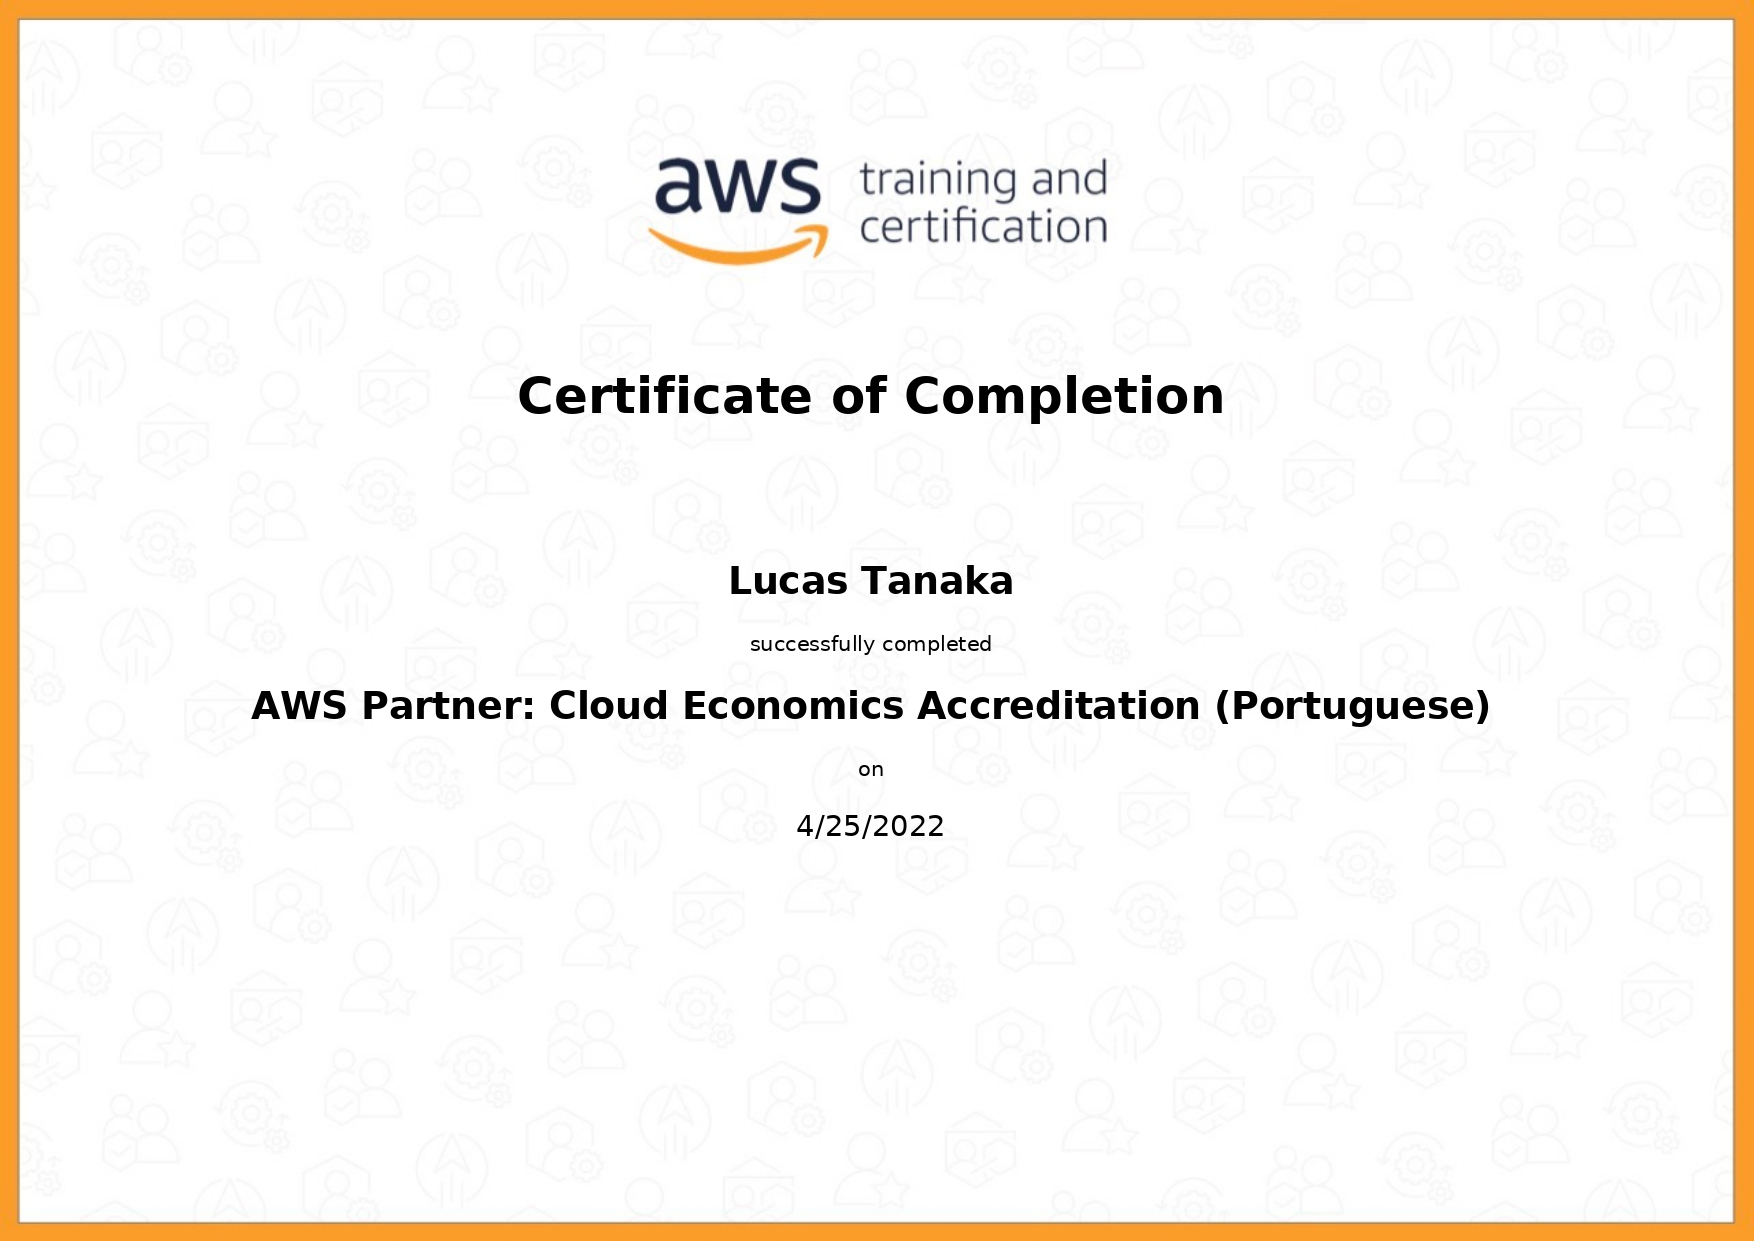 aws training and
certification
Certificate of Completion
Lucas Tanaka
successfully completed
AWS Partner: Cloud Economics Accreditation (Portuguese)
on
4/25/2022